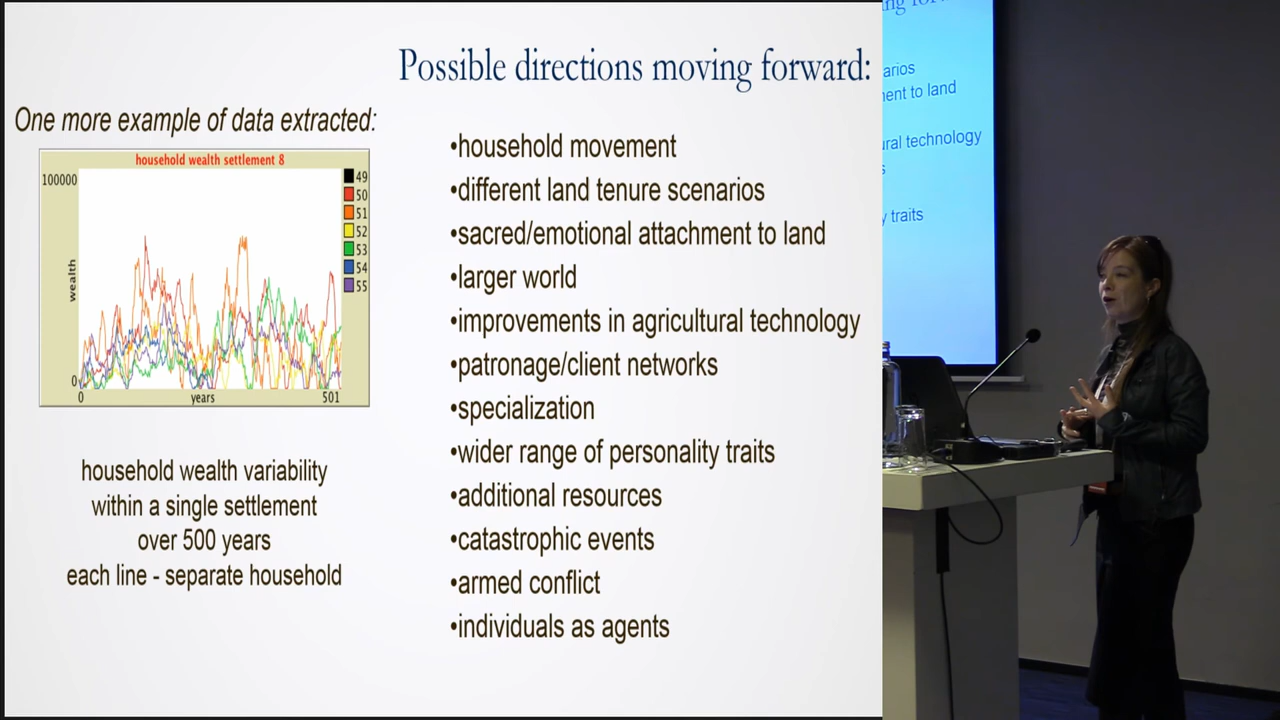 Possible directions moving forward:
One more example of data extracted:
household wealth settlement 8
100000
wealth
0
0
years
501
49
50
51
52
53
54
55
household wealth variability
within a single settlement
over 500 years
each line - separate household
•household movement
•different land tenure scenarios
•sacred/emotional attachment to land
•larger world
•improvements in agricultural technology
•patronage/client networks
•specialization
•wider range of personality traits
•additional resources
•catastrophic events
•armed conflict
•individuals as agents
arios
ent to land
ural technology
s
y traits